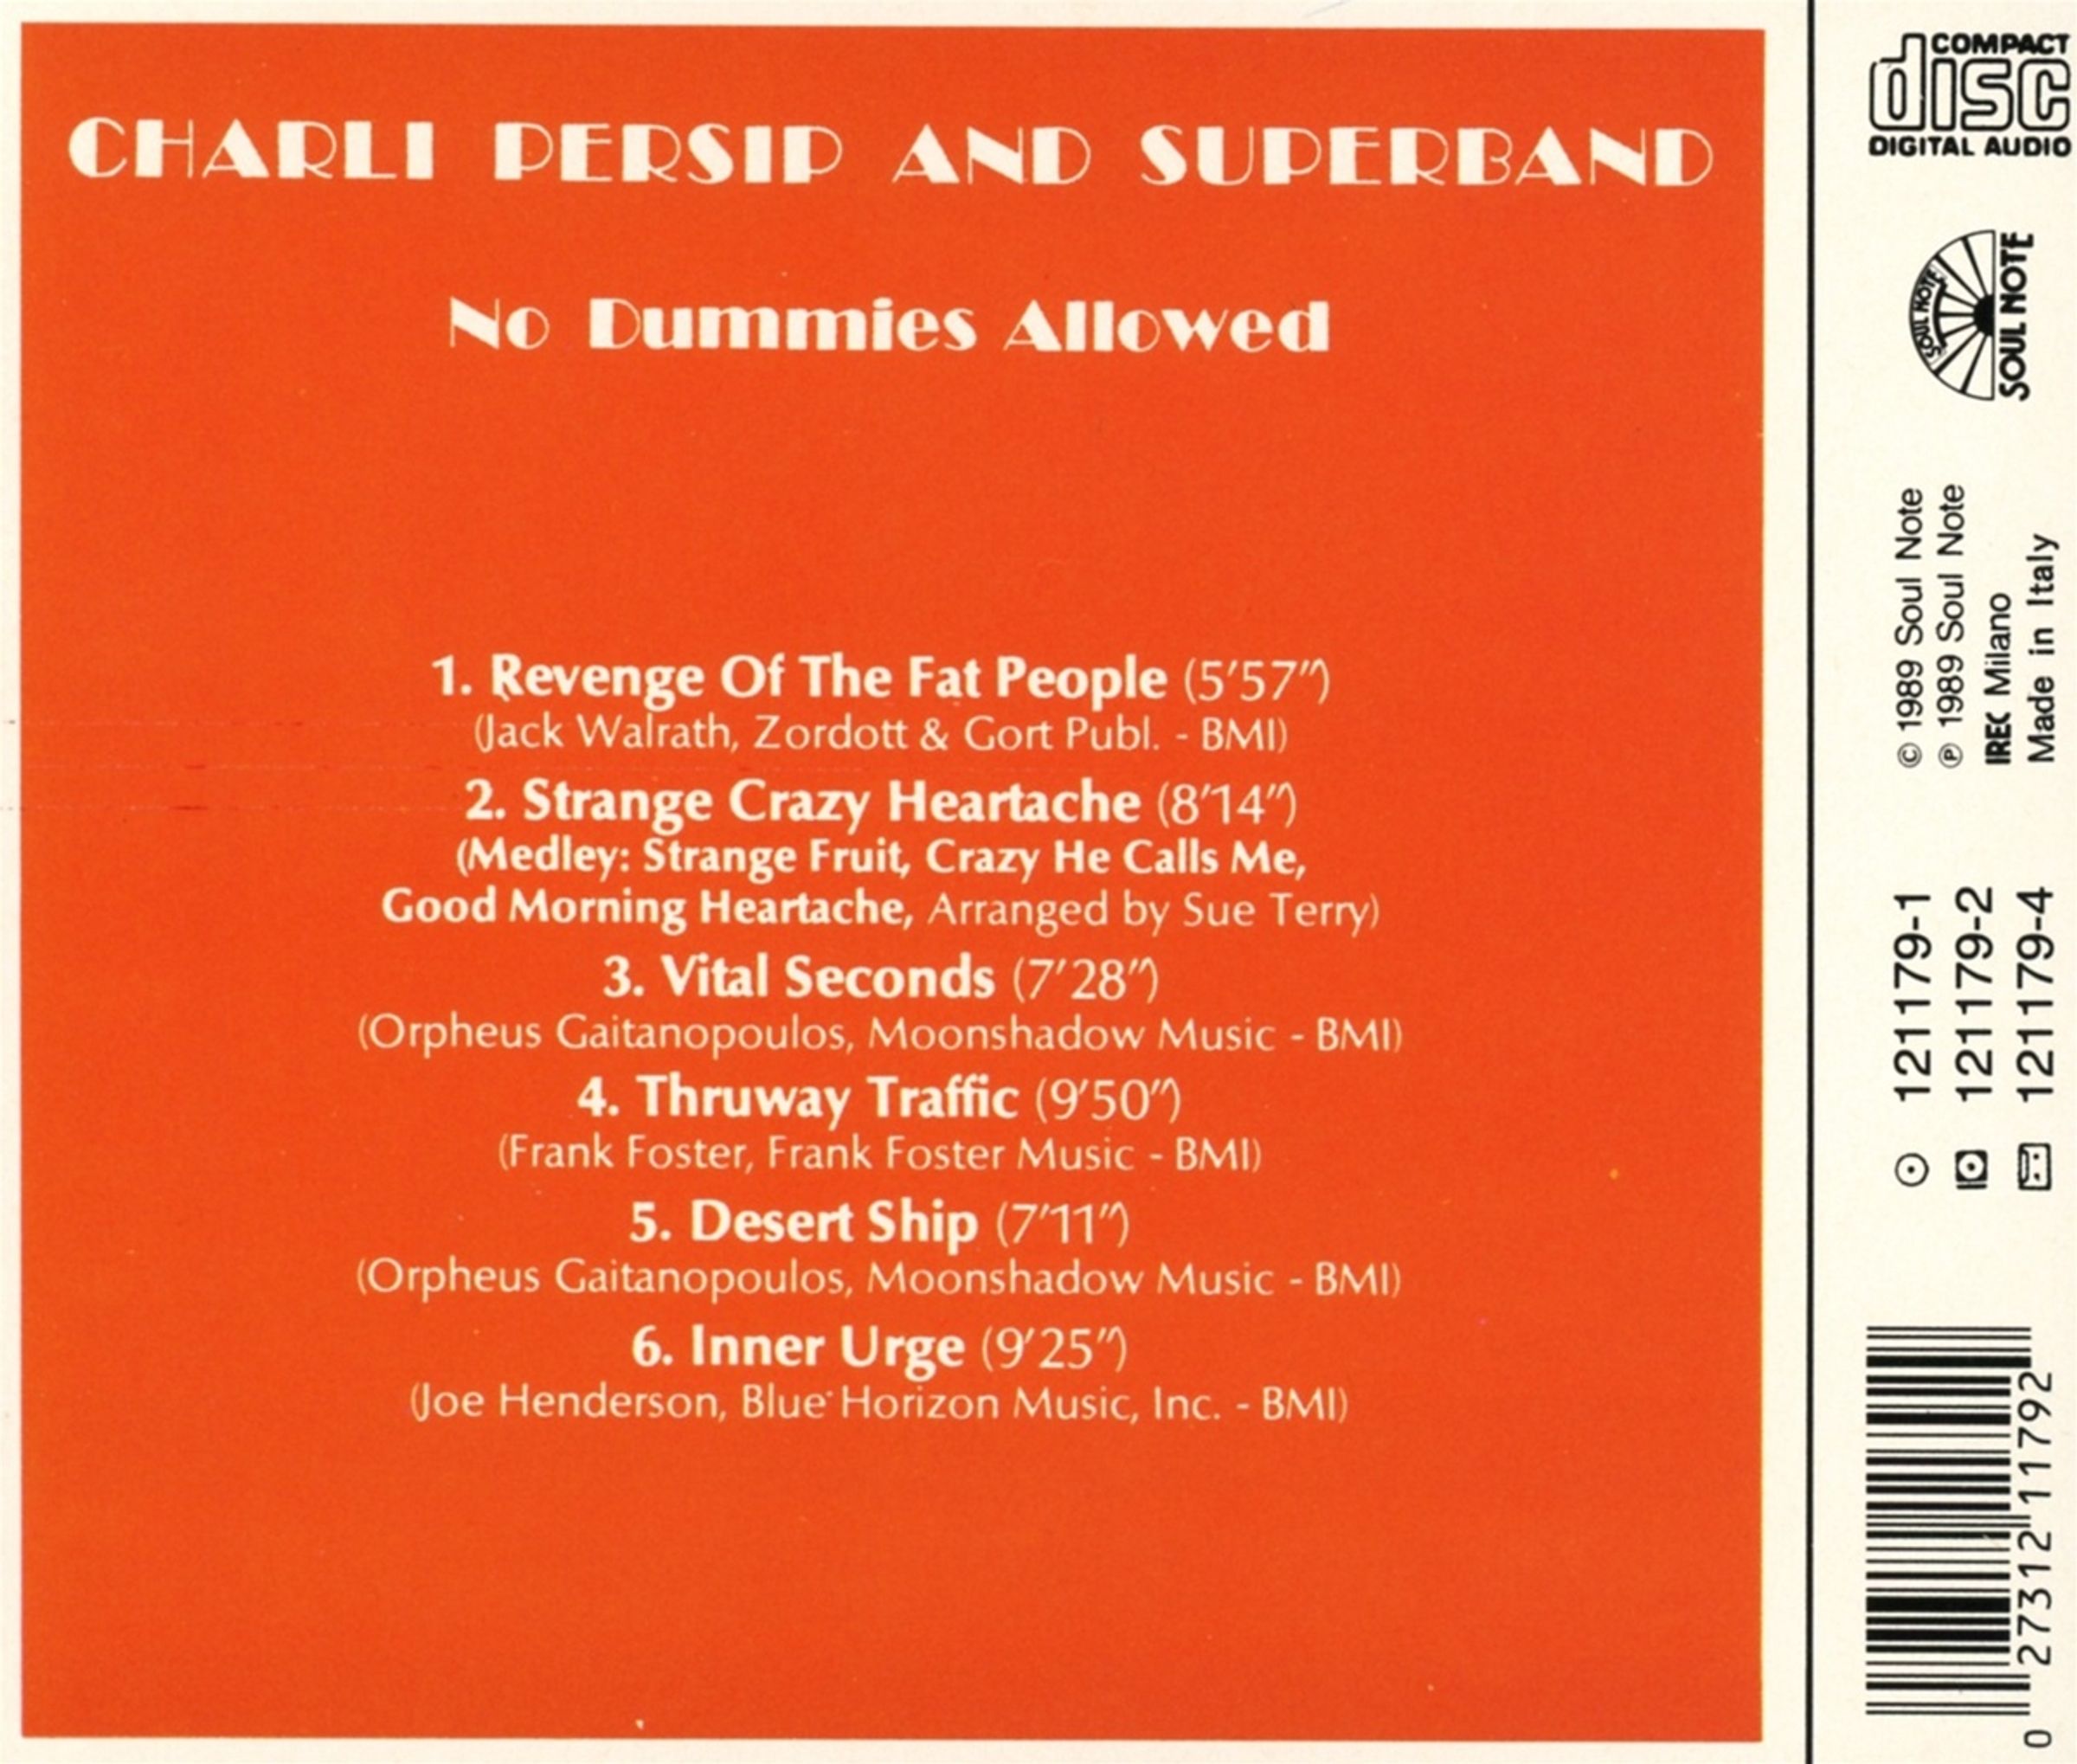 CHARLI PERSIP AND SUPERBAND
No Dummies Allowed
1. Revenge Of The Fat People (5'57")
(Jack Walrath, Zordott & Gort Publ. - BMI)
2. Strange Crazy Heartache (8'14")
(Medley: Strange Fruit, Crazy He Calls Me,
Good Morning Heartache, Arranged by Sue Terry)
3. Vital Seconds (7'28")
(Orpheus Gaitanopoulos, Moonshadow Music - BMI)
4. Thruway Traffic (9'50")
(Frank Foster, Frank Foster Music - BMI)
5. Desert Ship (7'11")
(Orpheus Gaitanopoulos, Moonshadow Music - BMI)
6. Inner Urge (9'25")
(Joe Henderson, Blue Horizon Music, Inc. - BMI)
COMPACT
disc
DIGITAL AUDIO
SOUL NOTE
SOUL NOTE
© 1989 Soul Note
℗ 1989 Soul Note
IREC Milano
Made in Italy
121179-1
121179-2
121179-4
0 27312 11792